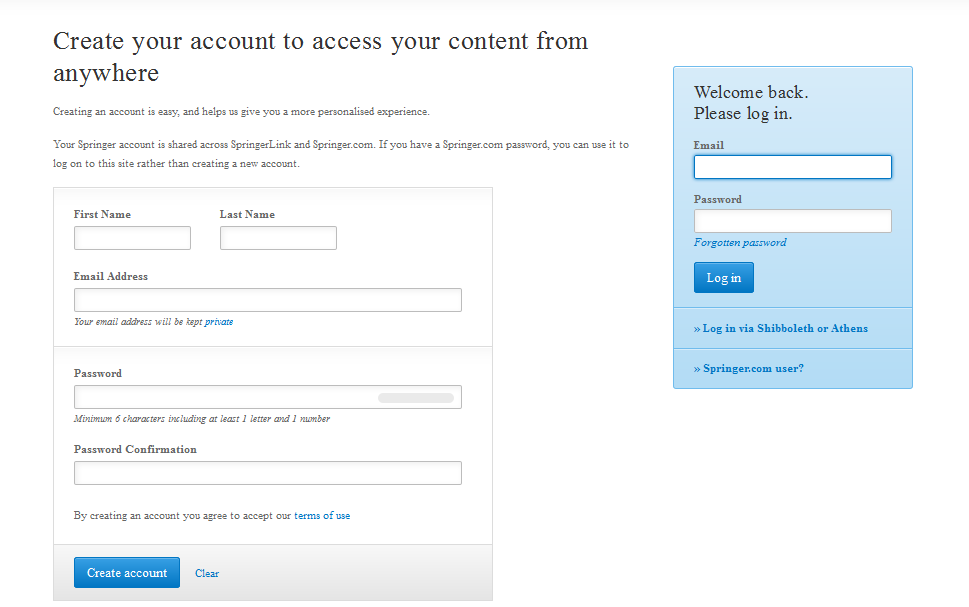 Create your account to access your content from
anywhere
Creating an account is easy, and helps us give you a more personalised experience.
Your Springer account is shared across SpringerLink and Springer.com. If you have a Springer.com password, you can use it to
log on to this site rather than creating a new account.
First Name
Last Name
Email Address
Your email address will be kept private
Password
Minimum 6 characters including at least 1 letter and 1 number
Password Confirmation
By creating an account you agree to accept our terms of use
Create account
Clear
Welcome back.
Please log in.
Email
Password
Forgotten password
Log in
» Log in via Shibboleth or Athens
» Springer.com user?